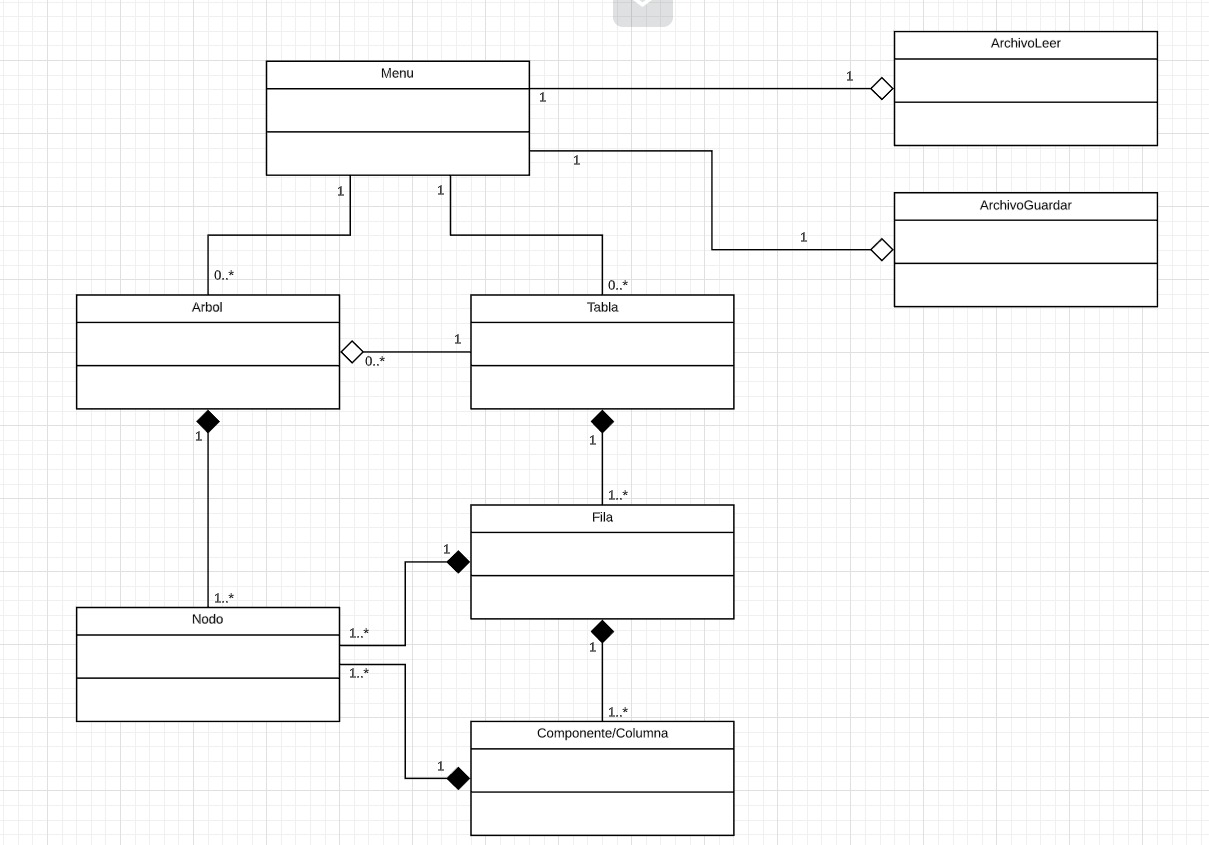 ArchivoLeer
Menu
1
1
1
ArchivoGuardar
1
1
1
0..*
0..*
Arbol
Tabla
1
0..*
1
1
1..*
Fila
1
1..*
Nodo
1..*
1
1..*
1..*
Componente/Columna
1